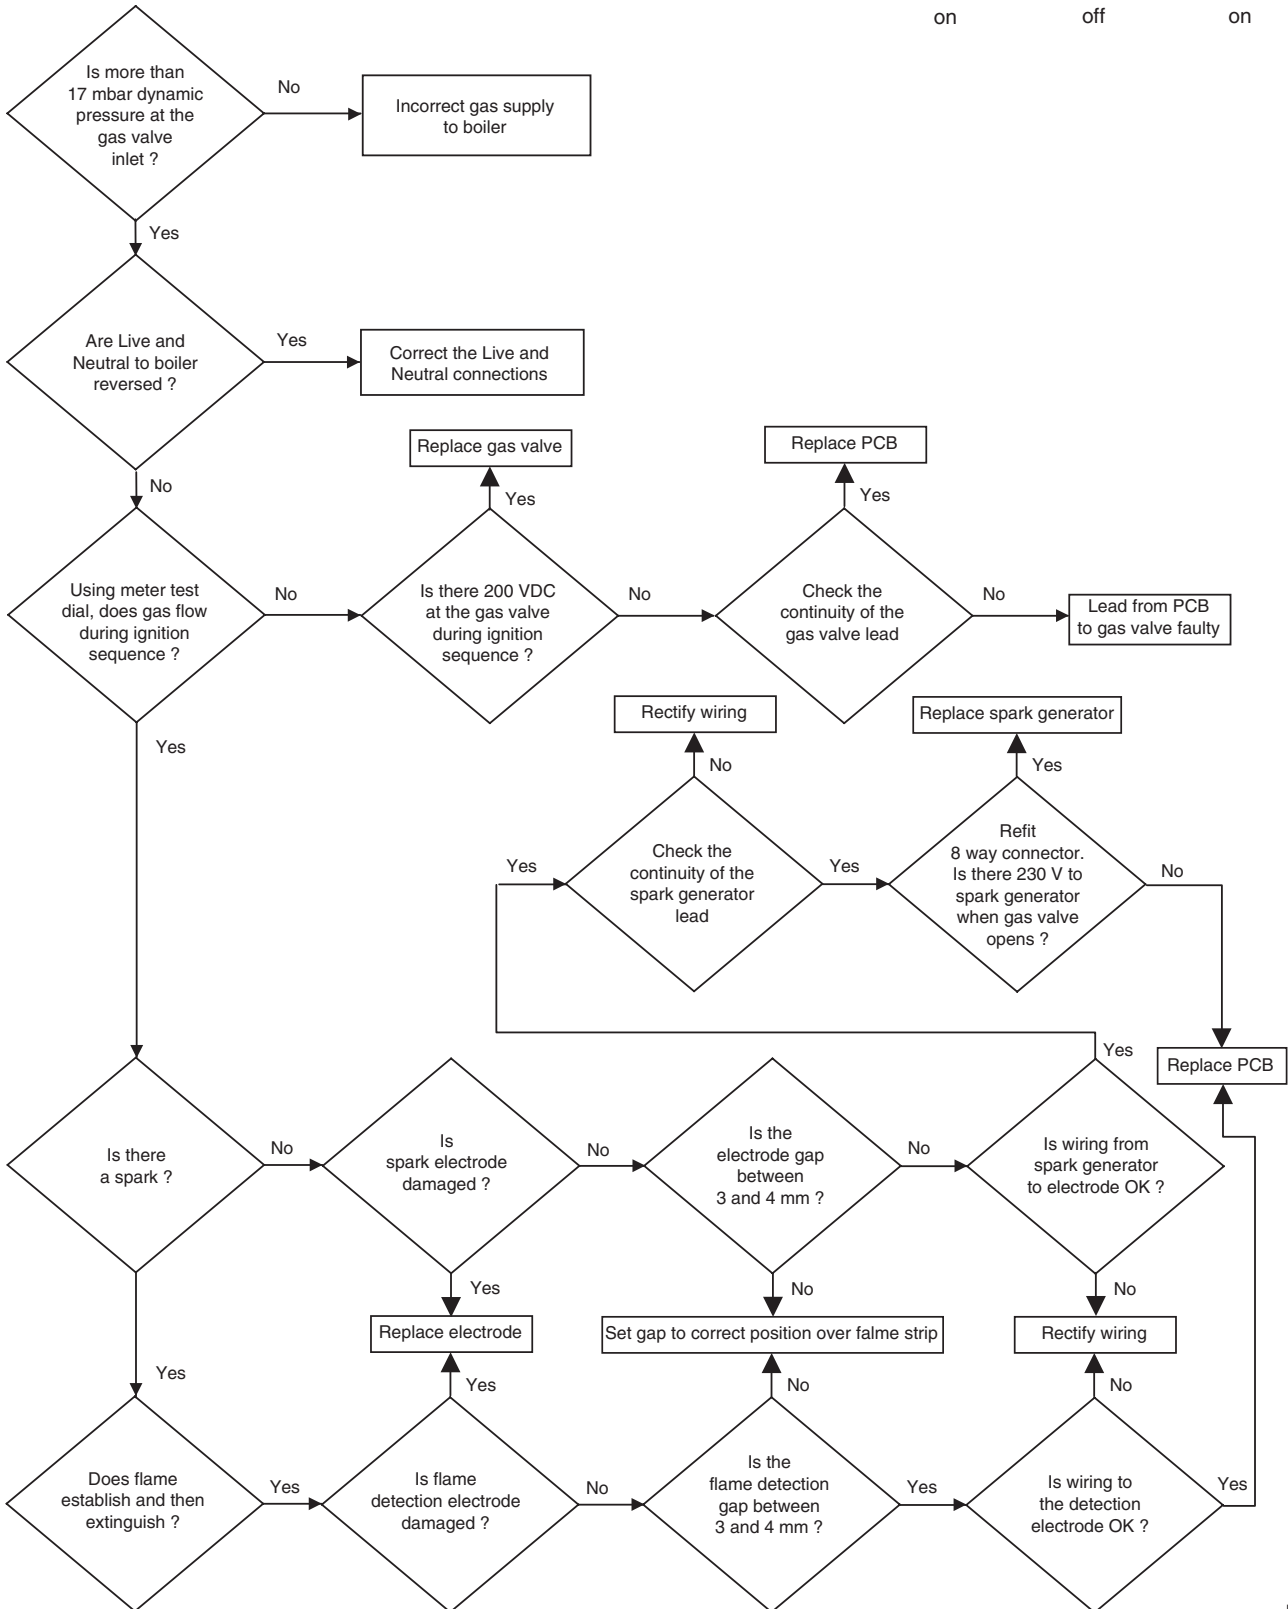 on off on
Is more than
17 mbar dynamic
pressure at the
gas valve
inlet ?
No
Incorrect gas supply
to boiler
Yes
Are Live and
Neutral to boiler
reversed ?
Yes
Correct the Live and
Neutral connections
No
Using meter test
dial, does gas flow
during ignition
sequence ?
No
Replace gas valve
Yes
Is there 200 VDC
at the gas valve
during ignition
sequence ?
No
Replace PCB
Yes
Check the
continuity of the
gas valve lead
No
Lead from PCB
to gas valve faulty
Yes
Rectify wiring
No
Yes
Check the
continuity of the
spark generator
lead
Yes
Replace spark generator
Yes
Refit
8 way connector.
Is there 230 V to
spark generator
when gas valve
opens ?
No
Replace PCB
Is there
a spark ?
No
Is
spark electrode
damaged ?
No
Is the
electrode gap
between
3 and 4 mm ?
No
Yes
Is wiring from
spark generator
to electrode OK ?
Yes
No
No
Replace electrode
Set gap to correct position over falme strip
Rectify wiring
Yes
Yes
No
No
Does flame
establish and then
extinguish ?
Yes
Is flame
detection electrode
damaged ?
No
Is the
flame detection
gap between
3 and 4 mm ?
Yes
Is wiring to
the detection
electrode OK ?
Yes